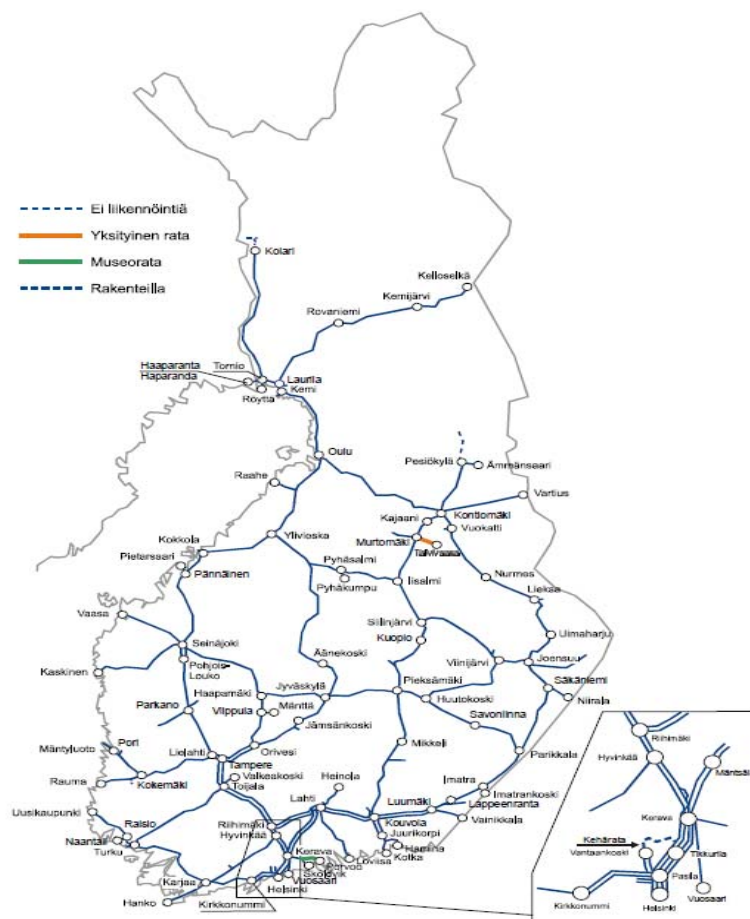 Ei liikennöintiä
Yksityinen rata
Museorata
Rakenteilla
Kolari
Kelloselkä
Kemijärvi
Rovaniemi
Haaparanta
Tornio
Haparanda
Laurila
Kemi
Röyttä
Oulu
Pesiökylä
Ämmänsaari
Raahe
Vartius
Kontiomäki
Kajaani
Vuokatti
Kokkola
Ylivieska
Murtomäki
Talvivaara
Pietarsaari
Pännäinen
Pyhäsalmi
Pyhäkumpu
Iisalmi
Nurmes
Lieksa
Vaasa
Siilinjärvi
Uimaharju
Seinäjoki
Kuopio
Pohjois-
Louko
Äänekoski
Viinijärvi
Joensuu
Kaskinen
Haapamäki
Jyväskylä
Pieksämäki
Säkäniemi
Huutokoski
Niirala
Parkano
Vilppula
Mänttä
Jämsänkoski
Savonlinna
Pori
Mäntyluoto
Lielahti
Orivesi
Mikkeli
Parikkala
Tampere
Valkeakoski
Rauma
Kokemäki
Toijala
Heinola
Imatra
Imatrankoski
Lahti
Luumäki
Lappeenranta
Uusikaupunki
Raisio
Riihimäki
Kouvola
Vainikkala
Hyvinkää
Juurikorpi
Naantali
Turku
Kerava
Hamina
Porvoo
Loviisa
Kotka
Sköldvik
Karjaa
Vuosaari
Helsinki
Hanko
Kirkkonummi
Riihimäki
Hyvinkää
Mäntsälä
Kerava
Kehärata
Vantaankoski
Tikkurila
Pasila
Kirkkonummi
Helsinki
Vuosaari